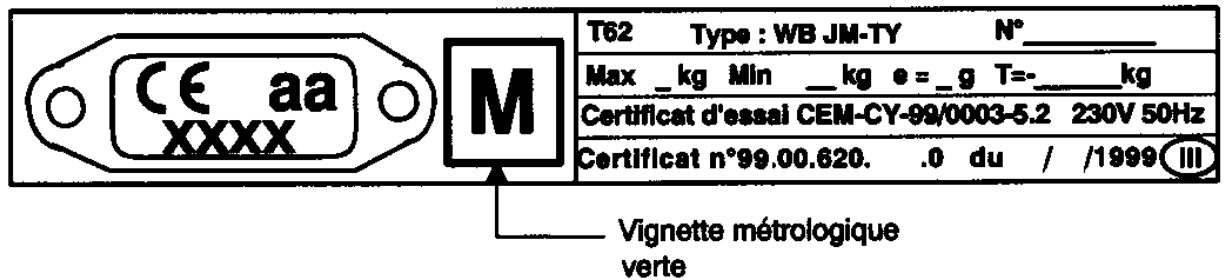 CE aa
XXXX
M
T62 Type : WB JM-TY N°_______
Max _ kg Min __ kg e = _ g T=-______kg
Certificat d'essai CEM-CY-99/0003-5.2 230V 50Hz
Certificat n°99.00.620. .0 du / /1999 III
Vignette métrologique
verte